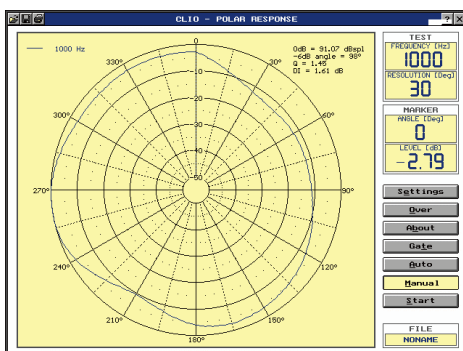 CLIO - POLAR RESPONSE
?
1000 Hz
0dB = 91.07 dBspl
-6dB angle = 98°
Q = 1.45
DI = 1.61 dB
0
330°
30°
300°
60°
270°
90°
240°
120°
210°
150°
180°
-10
-20
-30
-40
-50
TEST
FREQUENCY [Hz]
1000
RESOLUTION [Deg]
30
MARKER
ANGLE [Deg]
0
LEVEL [dB]
-2.79
Settings
Over
About
Gate
Auto
Manual
Start
FILE
NONAME